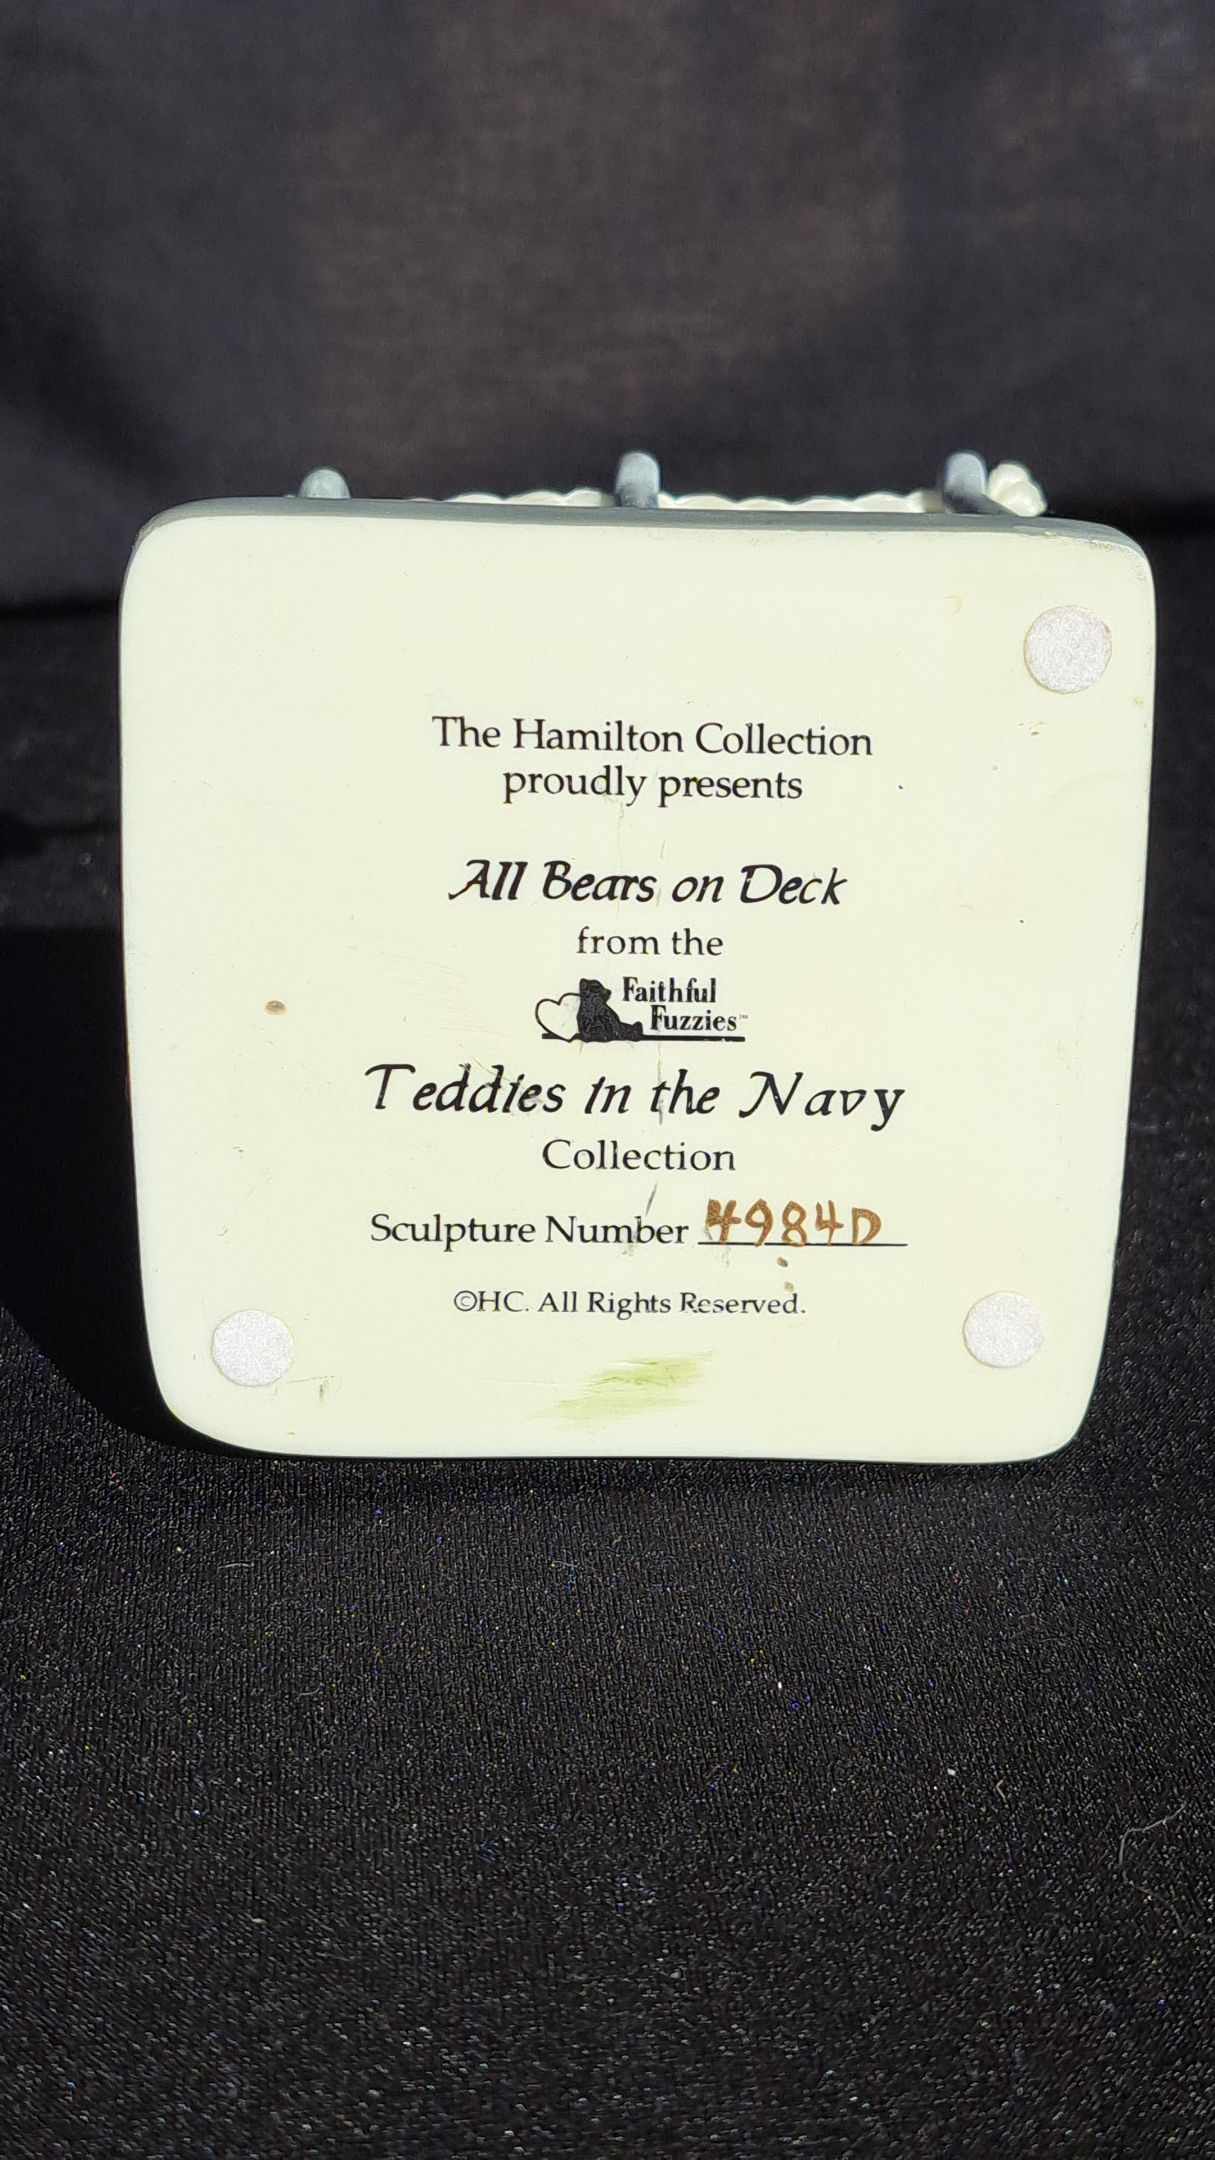 The Hamilton Collection
proudly presents
All Bears on Deck
from the
Faithful
Fuzzies™
Teddies in the Navy
Collection
Sculpture Number 4984D
©HC. All Rights Reserved.